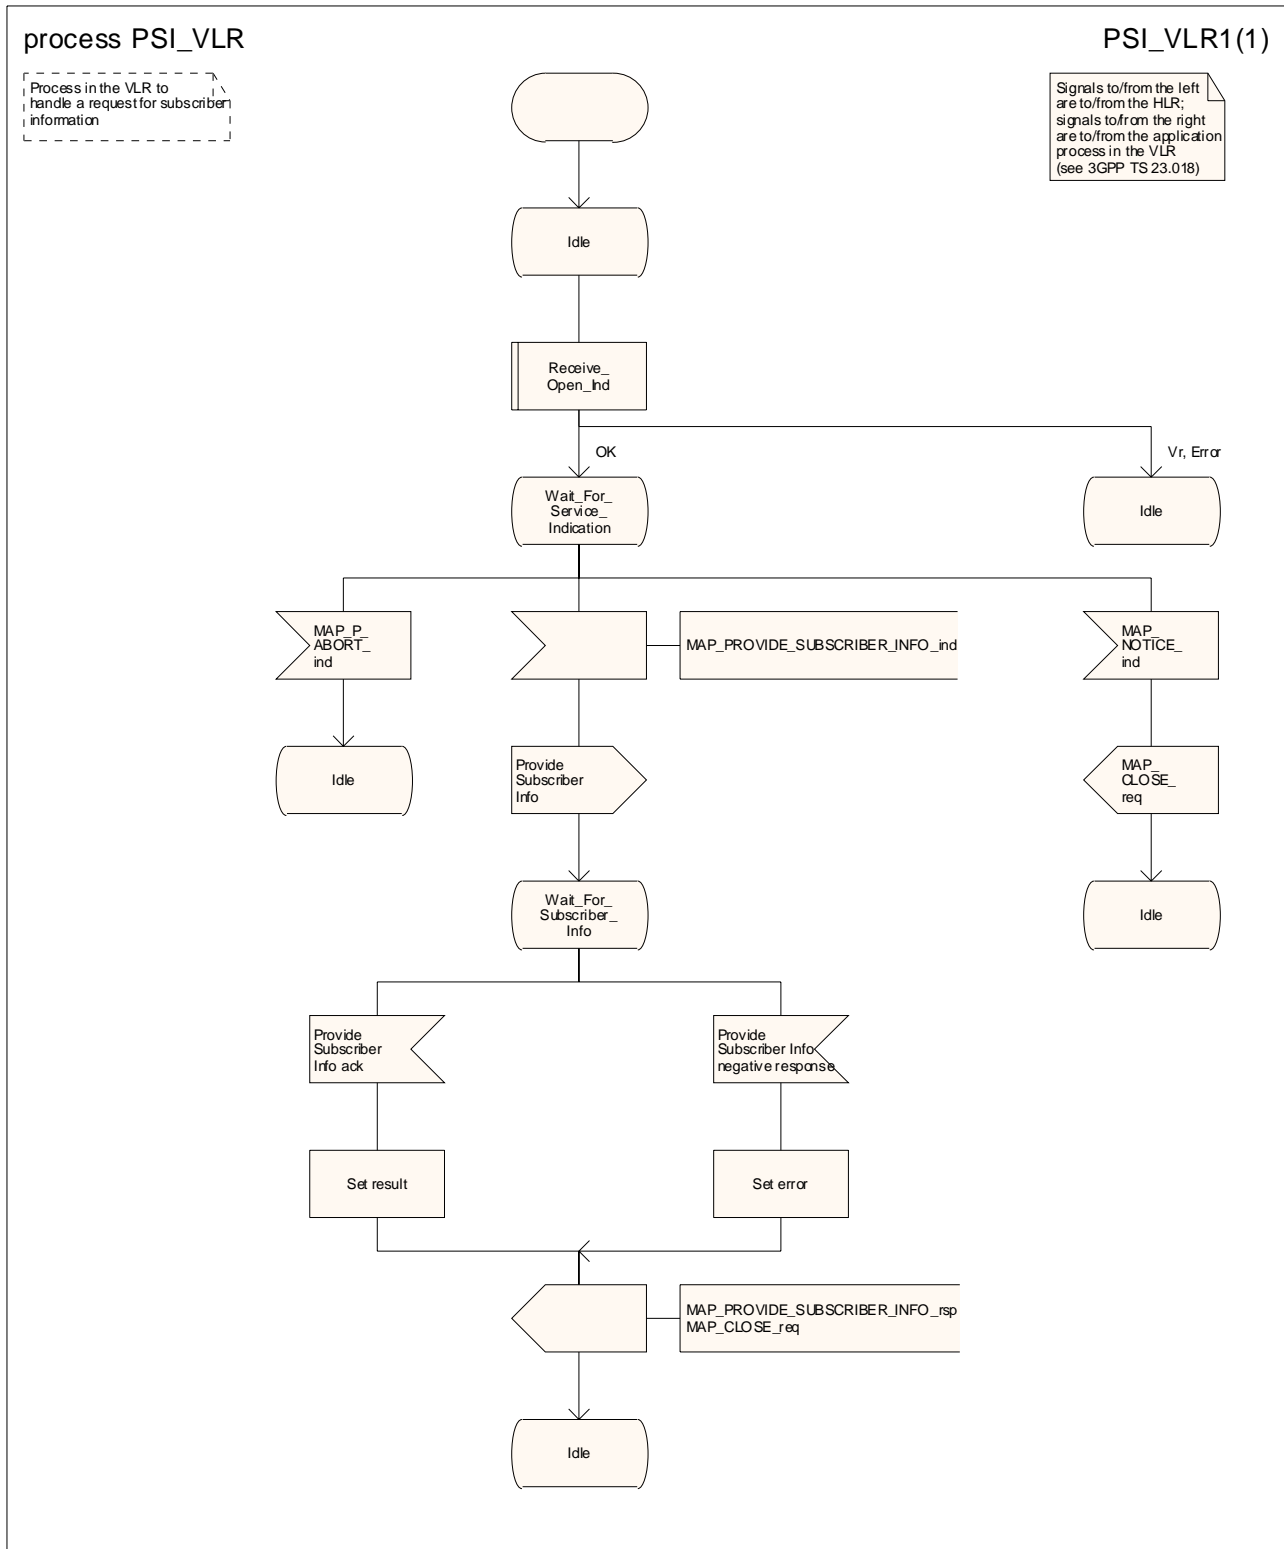 process PSI_VLR
PSI_VLR1(1)
Process in the VLR to
handle a request for subscriber
information
Signals to/from the left
are to/from the HLR;
signals to/from the right
are to/from the application
process in the VLR
(see 3GPP TS 23.018)
Idle
Receive_
Open_Ind
OK
Vr, Error
Wait_For_
Service_
Indication
Idle
MAP_P_
ABORT_
ind
MAP_PROVIDE_SUBSCRIBER_INFO_ind
MAP_
NOTICE_
ind
Idle
Provide
Subscriber
Info
MAP_
CLOSE_
req
Wait_For_
Subscriber_
Info
Idle
Provide
Subscriber
Info ack
Provide
Subscriber Info
negative response
Set result
Set error
MAP_PROVIDE_SUBSCRIBER_INFO_rsp
MAP_CLOSE_req
Idle